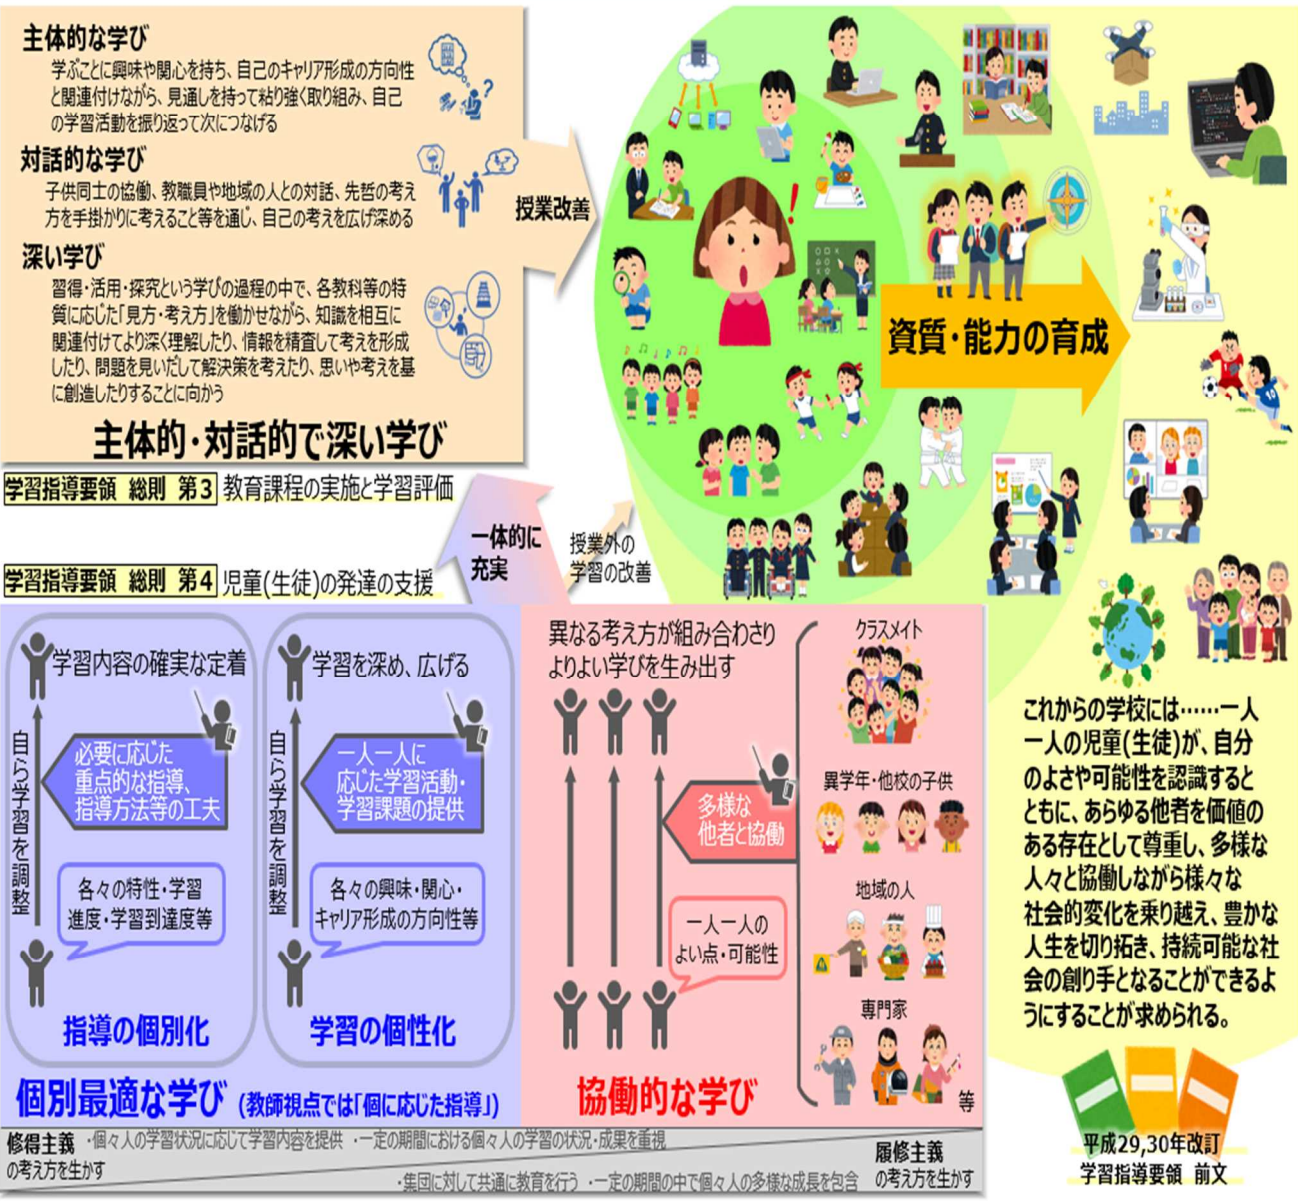 主体的な学び
学ぶことに興味や関心を持ち、自己のキャリア形成の方向性
と関連付けながら、見通しを持って粘り強く取り組み、自己
の学習活動を振り返って次につなげる
対話的な学び
子供同士の協働、教職員や地域の人との対話、先哲の考え
方を手掛かりに考えること等を通じ、自己の考えを広げ深める
深い学び
習得・活用・探究という学びの過程の中で、各教科等の特
質に応じた「見方・考え方」を働かせながら、知識を相互に
関連付けてより深く理解したり、情報を精査して考えを形成
したり、問題を見いだして解決策を考えたり、思いや考えを基
に創造したりすることに向かう
主体的・対話的で深い学び
授業改善
資質・能力の育成
学習指導要領 総則 第3 教育課程の実施と学習評価
一体的に
充実
授業外の
学習の改善
学習指導要領 総則 第4 児童(生徒)の発達の支援
学習内容の確実な定着
自ら学習を調整
必要に応じた
重点的な指導、
指導方法等の工夫
各々の特性・学習
進度・学習到達度等
指導の個別化
学習を深め、広げる
自ら学習を調整
一人一人に
応じた学習活動・
学習課題の提供
各々の興味・関心・
キャリア形成の方向性等
学習の個性化
個別最適な学び (教師視点では「個に応じた指導」)
異なる考え方が組み合わさり
よりよい学びを生み出す
多様な
他者と協働
一人一人の
よい点・可能性
協働的な学び
クラスメイト
異学年・他校の子供
地域の人
専門家
等
修得主義
の考え方を生かす
・個々人の学習状況に応じて学習内容を提供 ・一定の期間における個々人の学習の状況・成果を重視
・集団に対して共通に教育を行う ・一定の期間の中で個々人の多様な成長を包含
履修主義
の考え方を生かす
これからの学校には……一人
一人の児童(生徒)が、自分
のよさや可能性を認識すると
ともに、あらゆる他者を価値の
ある存在として尊重し、多様な
人々と協働しながら様々な
社会的変化を乗り越え、豊かな
人生を切り拓き、持続可能な社
会の創り手となることができるよ
うにすることが求められる。
平成29,30年改訂
学習指導要領 前文